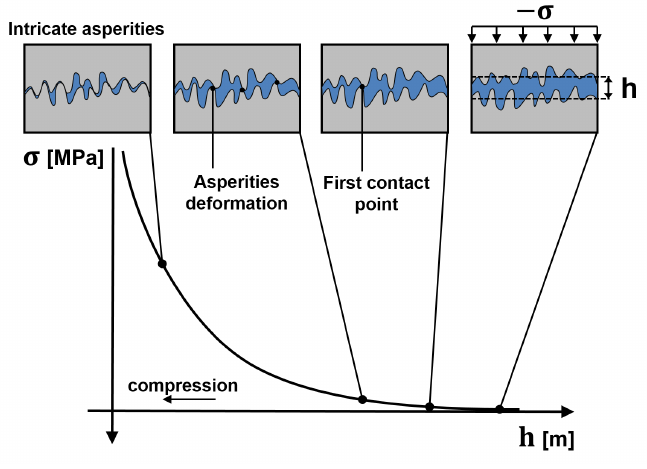 −σ
Intricate asperities
h
σ [MPa]
Asperities
deformation
First contact
point
compression
h [m]